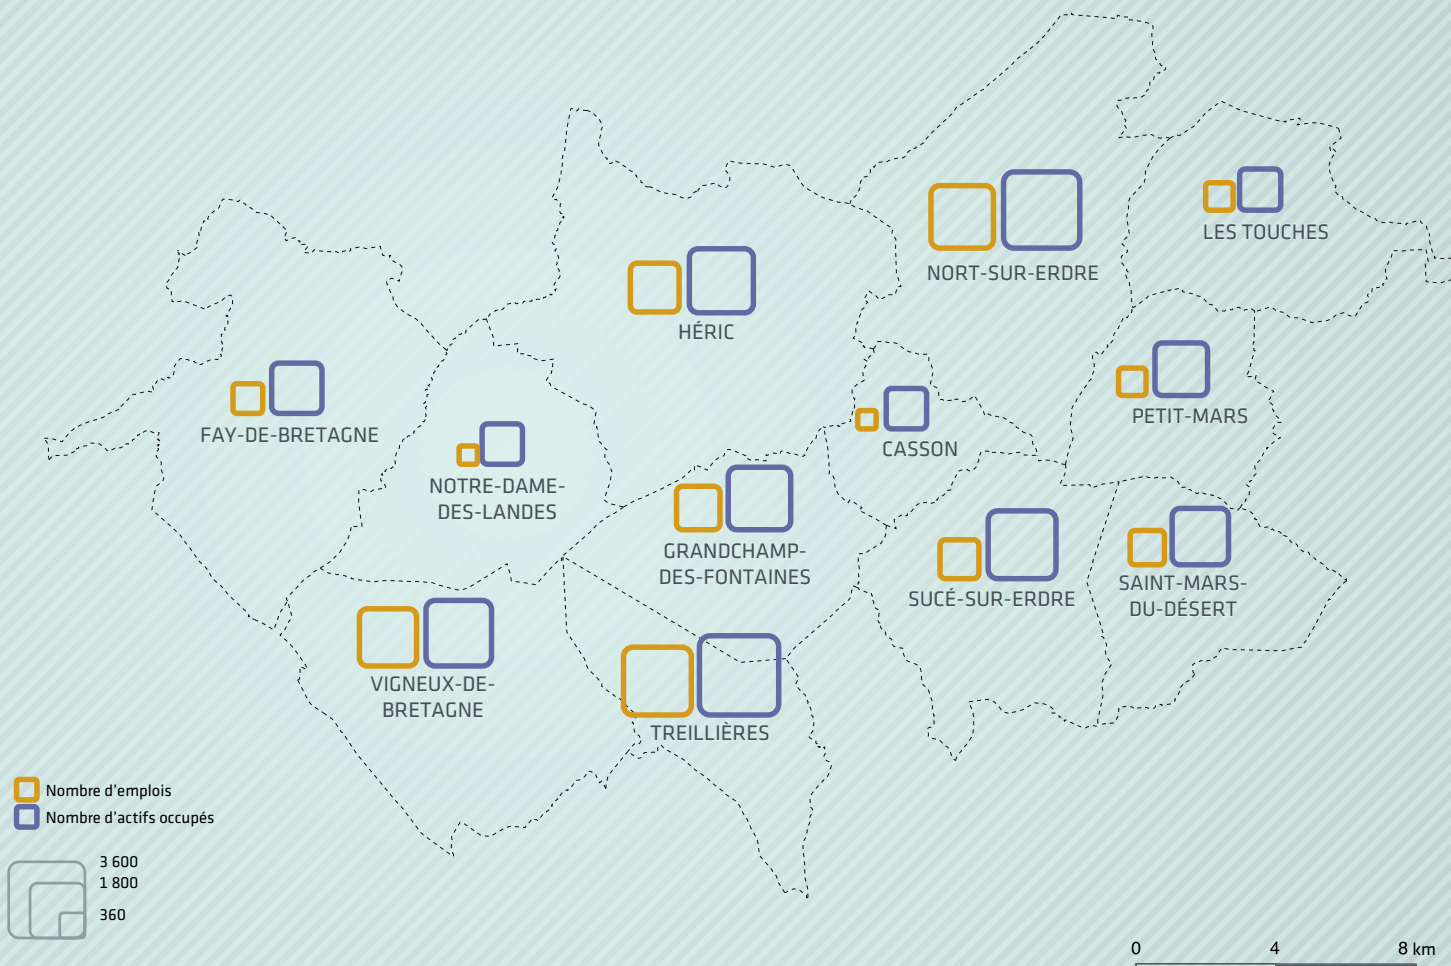 LES TOUCHES
NORT-SUR-ERDRE
HÉRIC
PETIT-MARS
FAY-DE-BRETAGNE
CASSON
NOTRE-DAME-
DES-LANDES
GRANDCHAMP-
DES-FONTAINES
SUCÉ-SUR-ERDRE
SAINT-MARS-
DU-DÉSERT
VIGNEUX-DE-
BRETAGNE
TREILLIÈRES
Nombre d'emplois
Nombre d'actifs occupés
3 600
1 800
360
0 4 8 km